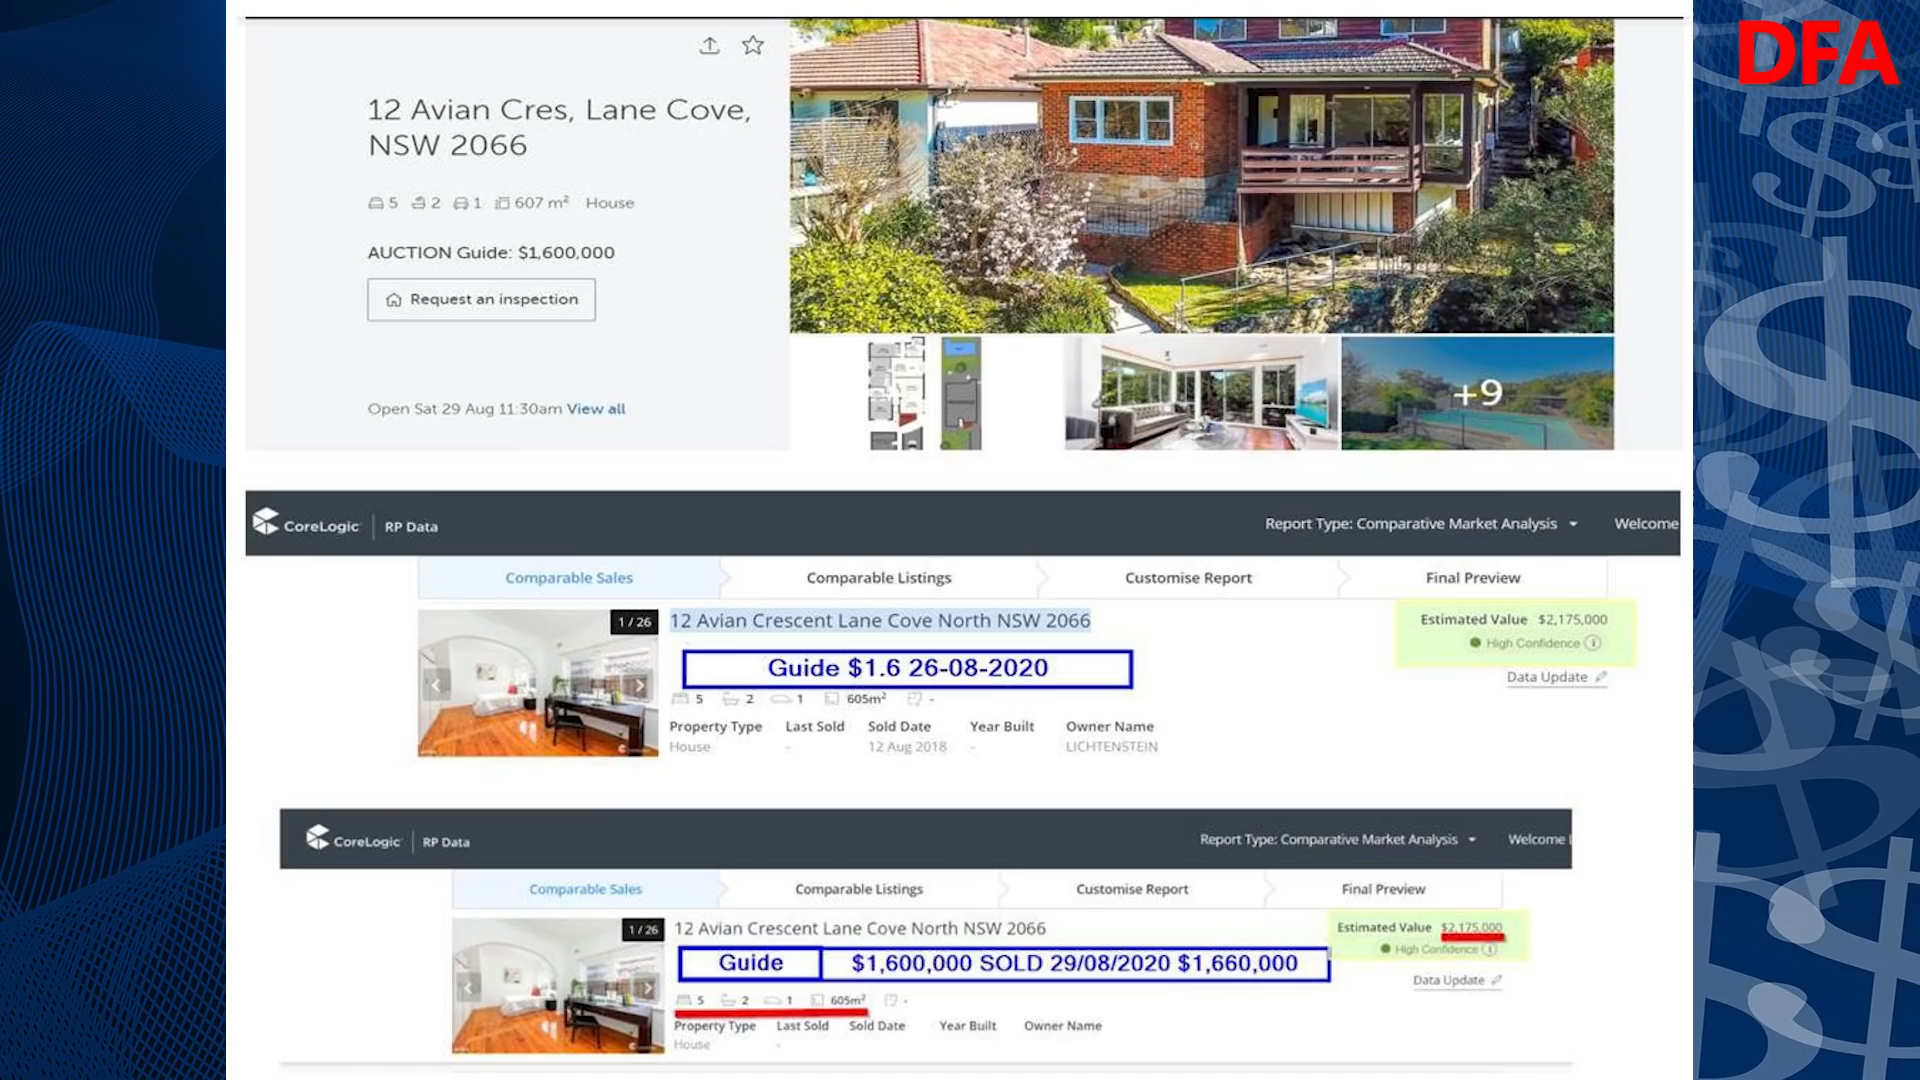 DFA
12 Avian Cres, Lane Cove,
NSW 2066
5 2 1 607 m² House
AUCTION Guide: $1,600,000
Request an inspection
Open Sat 29 Aug 11:30am View all
+9
CoreLogic RP Data Report Type: Comparative Market Analysis Welcome
Comparable Sales Comparable Listings Customise Report Final Preview
1 / 26 12 Avian Crescent Lane Cove North NSW 2066 Estimated Value $2,175,000
High Confidence
Guide $1.6 26-08-2020
Data Update
5 2 1 605m² -
Property Type Last Sold Sold Date Year Built Owner Name
House - 12 Aug 2018 - LICHTENSTEIN
CoreLogic RP Data Report Type: Comparative Market Analysis Welcome
Comparable Sales Comparable Listings Customise Report Final Preview
1 / 26 12 Avian Crescent Lane Cove North NSW 2066 Estimated Value $2,175,000
High Confidence
Guide $1,600,000 SOLD 29/08/2020 $1,660,000
Data Update
5 2 1 605m² -
Property Type Last Sold Sold Date Year Built Owner Name
House -